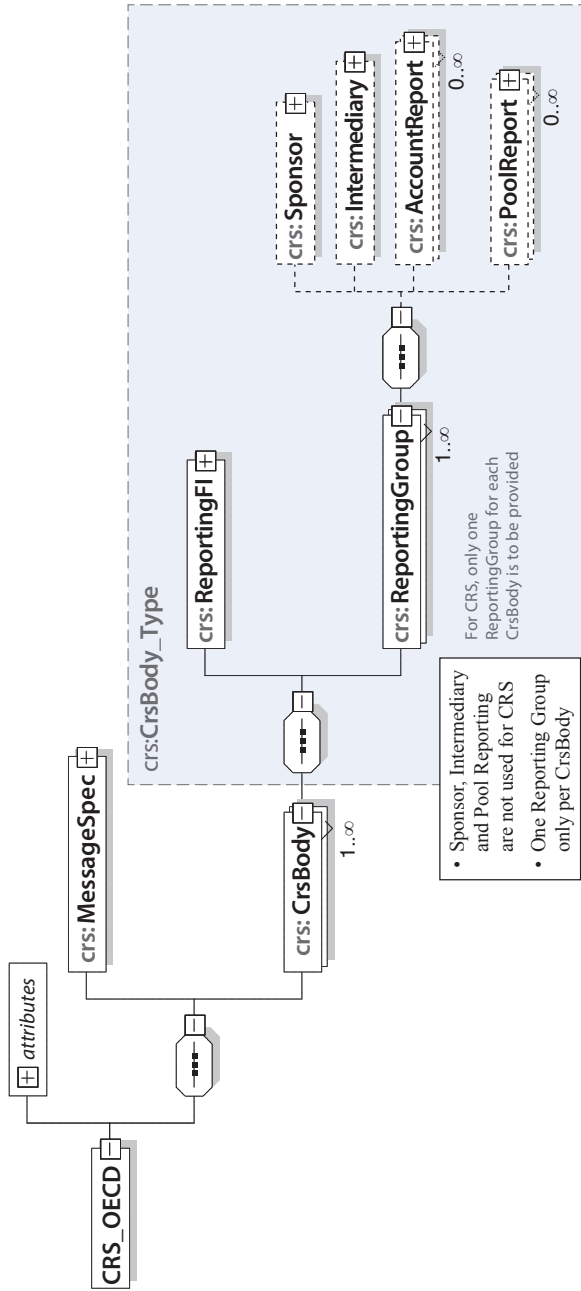 CRS_OECD
attributes
crs:MessageSpec
crs:CrsBody
1..∞
crs:CrsBody_Type
crs:ReportingFI
crs:ReportingGroup
1..∞
For CRS, only one
ReportingGroup for each
CrsBody is to be provided
crs:Sponsor
crs:Intermediary
crs:AccountReport
0..∞
crs:PoolReport
0..∞
• Sponsor, Intermediary
and Pool Reporting
are not used for CRS
• One Reporting Group
only per CrsBody